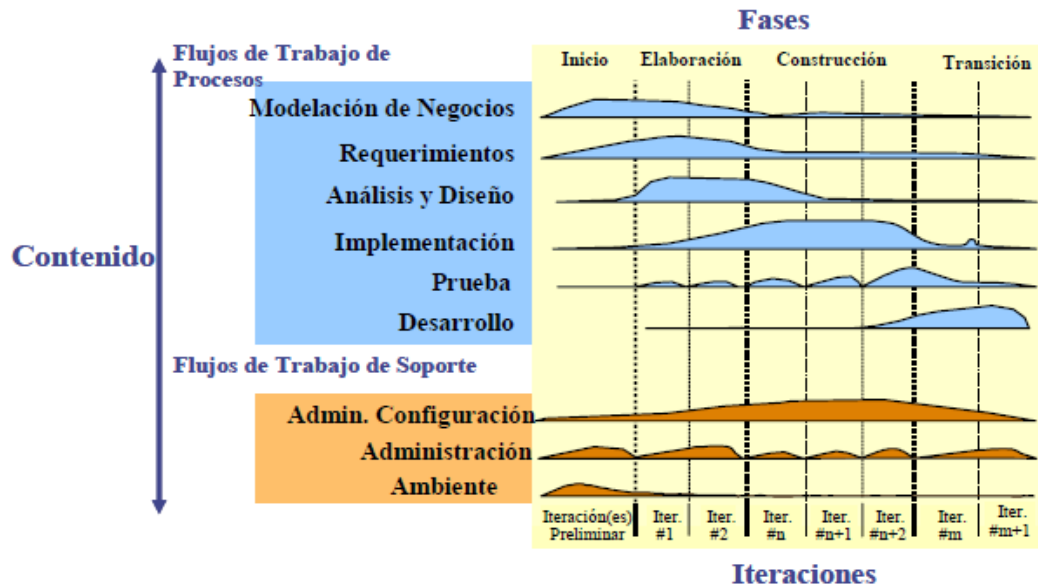 Fases
Flujos de Trabajo de
Procesos
Inicio Elaboración Construcción Transición
Modelación de Negocios
Requerimientos
Análisis y Diseño
Implementación
Contenido
Prueba
Desarrollo
Flujos de Trabajo de Soporte
Admin. Configuración
Administración
Ambiente
Iteración(es)
Preliminar
Iter.
#1
Iter.
#2
Iter.
#n
Iter.
#n+1
Iter.
#n+2
Iter.
#m
Iter.
#m+1
Iteraciones